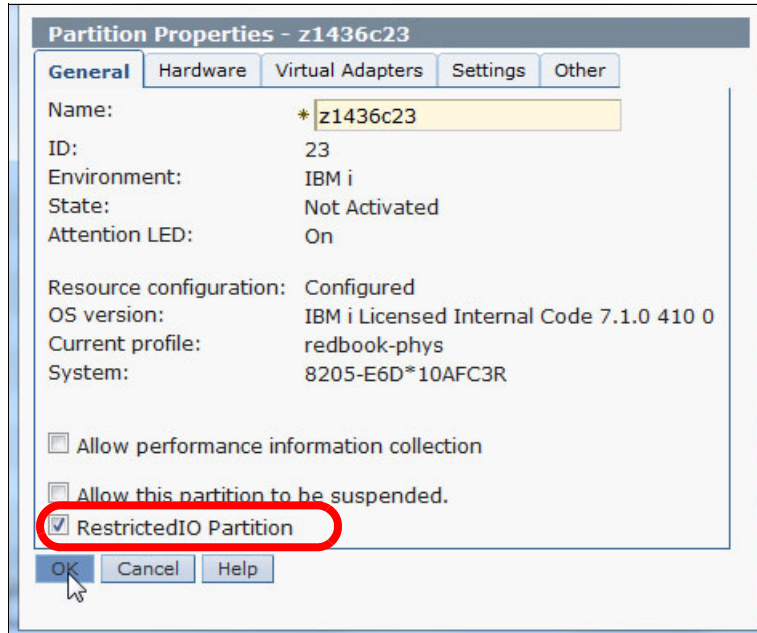 Partition Properties - z1436c23
General Hardware Virtual Adapters Settings Other
Name: * z1436c23
ID: 23
Environment: IBM i
State: Not Activated
Attention LED: On
Resource configuration: Configured
OS version: IBM i Licensed Internal Code 7.1.0 410 0
Current profile: redbook-phys
System: 8205-E6D*10AFC3R
Allow performance information collection
Allow this partition to be suspended.
RestrictedIO Partition
OK Cancel Help